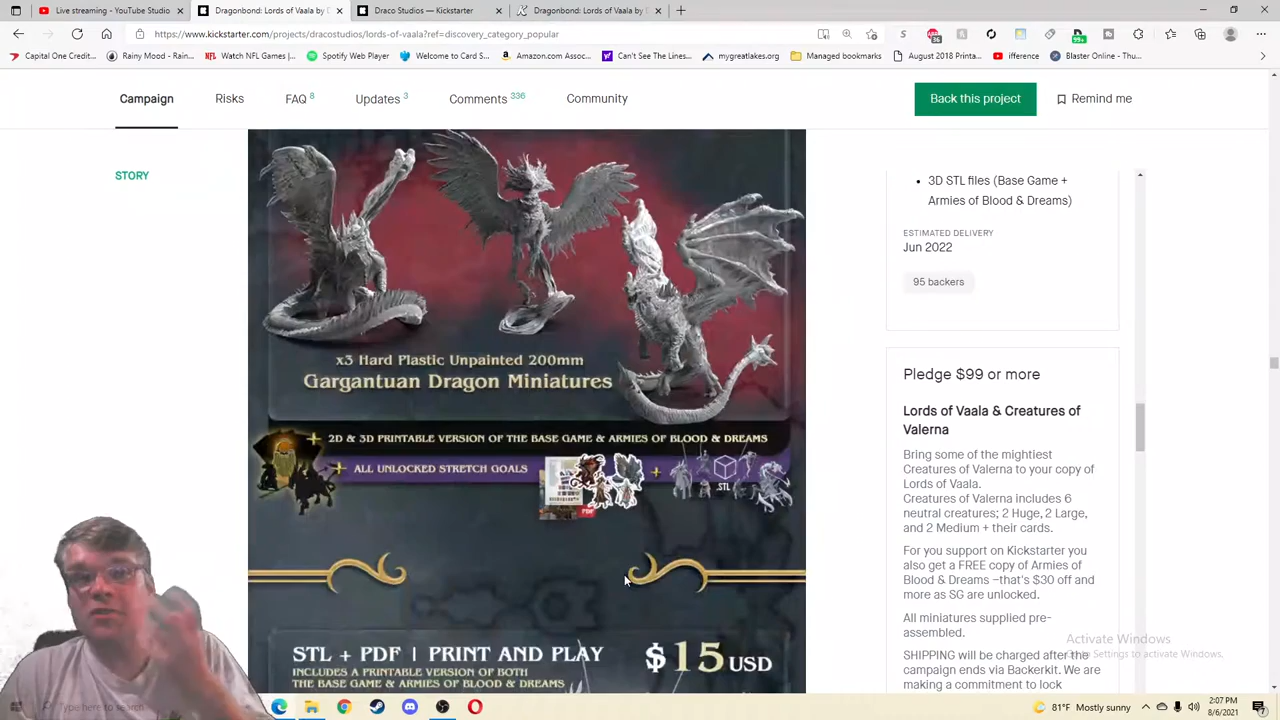 Live streaming - YouTube Studio
Dragonbond: Lords of Vaala by D
Draco Studios — Kickstarter
Dragonbond: Lords of Vaala by D
https://www.kickstarter.com/projects/dracostudios/lords-of-vaala?ref=discovery_category_popular
Capital One Credit...
Rainy Mood - Rain...
Watch NFL Games |...
Spotify Web Player
Welcome to Card S...
Amazon.com Assoc...
Can't See The Lines...
mygreatlakes.org
Managed bookmarks
August 2018 Printa...
ifference
Blaster Online - Thu...
Campaign
Risks
FAQ 8
Updates 3
Comments 336
Community
Back this project
Remind me
STORY
x3 Hard Plastic Unpainted 200mm
Gargantuan Dragon Miniatures
+ 2D & 3D PRINTABLE VERSION OF THE BASE GAME & ARMIES OF BLOOD & DREAMS
+ ALL UNLOCKED STRETCH GOALS
PDF
+
STL
STL + PDF | PRINT AND PLAY
$15 USD
INCLUDES A PRINTABLE VERSION OF BOTH
THE BASE GAME & ARMIES OF BLOOD & DREAMS
• 3D STL files (Base Game +
Armies of Blood & Dreams)
ESTIMATED DELIVERY
Jun 2022
95 backers
Pledge $99 or more
Lords of Vaala & Creatures of
Valerna
Bring some of the mightiest
Creatures of Valerna to your copy of
Lords of Vaala.
Creatures of Valerna includes 6
neutral creatures; 2 Huge, 2 Large,
and 2 Medium + their cards.
For you support on Kickstarter you
also get a FREE copy of Armies of
Blood & Dreams –that's $30 off and
more as SG are unlocked.
All miniatures supplied pre-
assembled.
SHIPPING will be charged after the
campaign ends via Backerkit. We are
making a commitment to lock
Activate Windows
Go to Settings to activate Windows.
Type here to search
81°F Mostly sunny
2:07 PM
8/6/2021